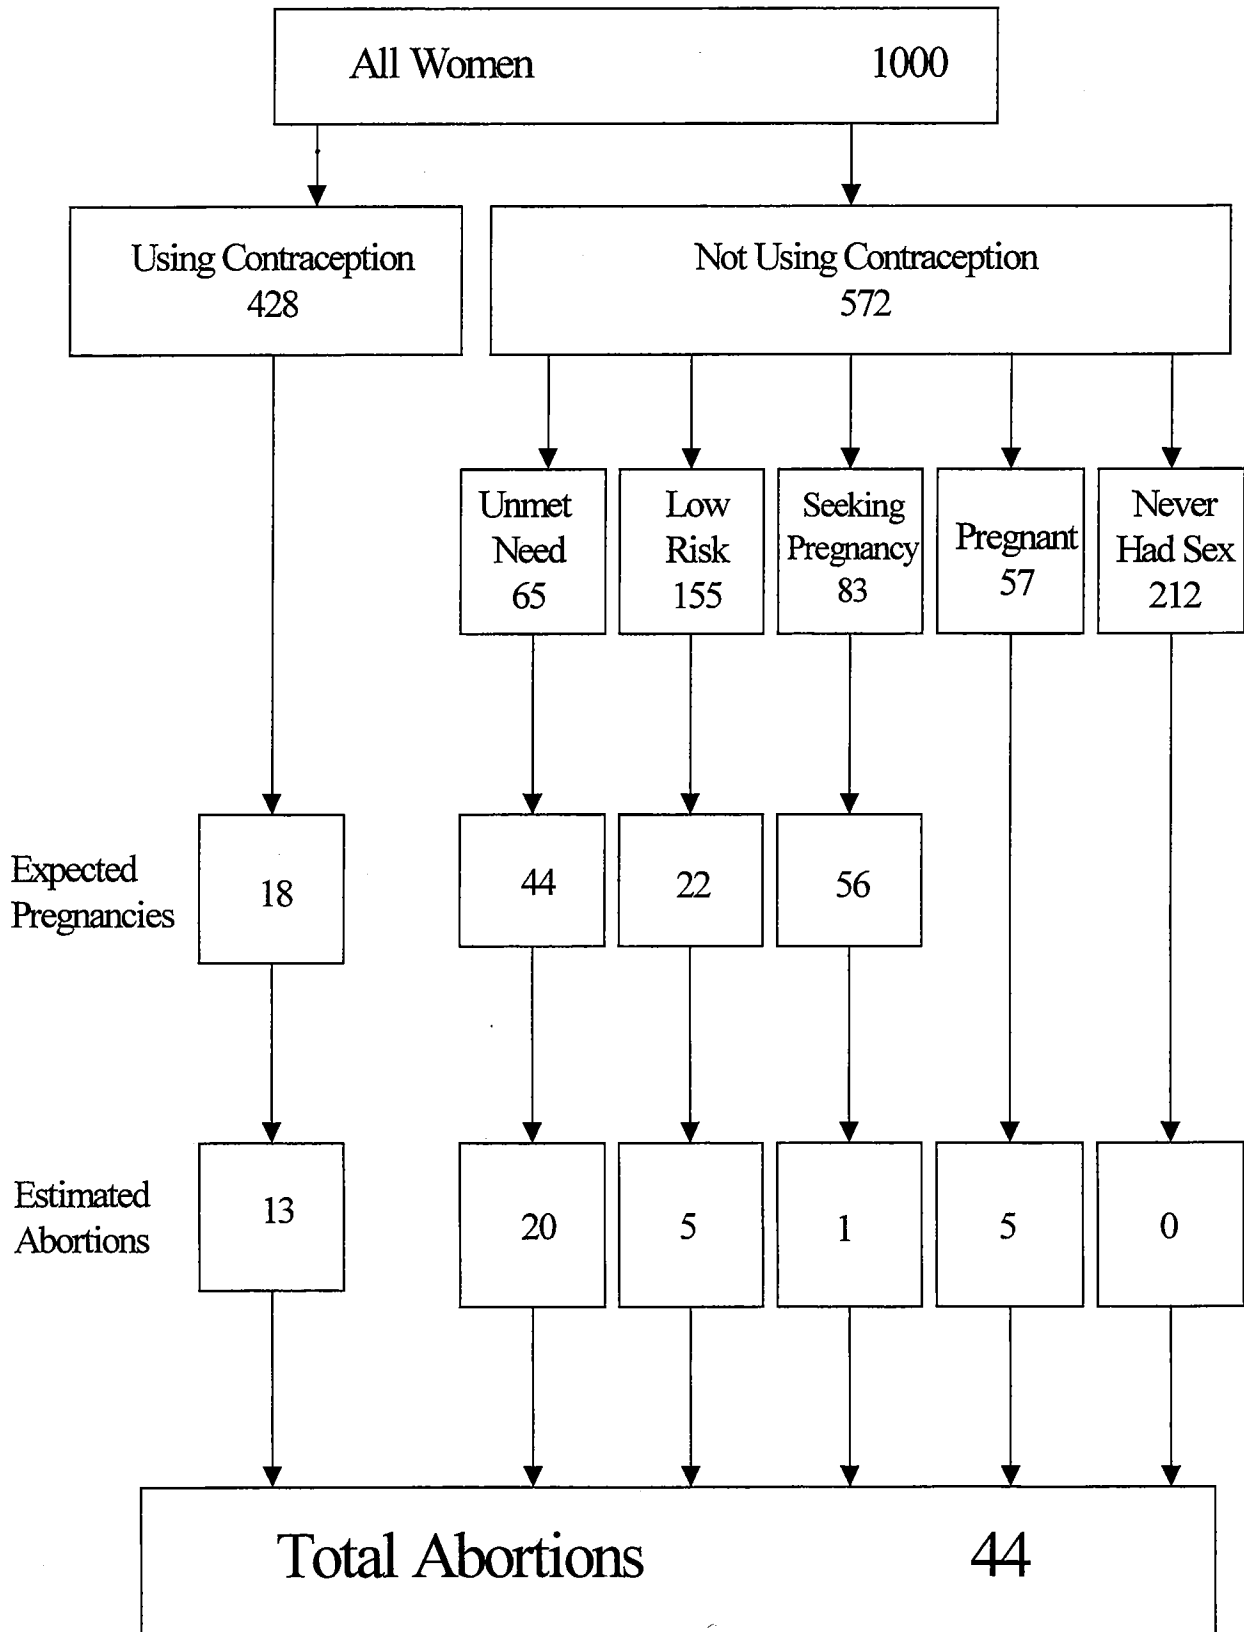 All Women 1000
Using Contraception
428
Not Using Contraception
572
Unmet
Need
65
Low
Risk
155
Seeking
Pregnancy
83
Pregnant
57
Never
Had Sex
212
Expected
Pregnancies
18
44
22
56
Estimated
Abortions
13
20
5
1
5
0
Total Abortions 44